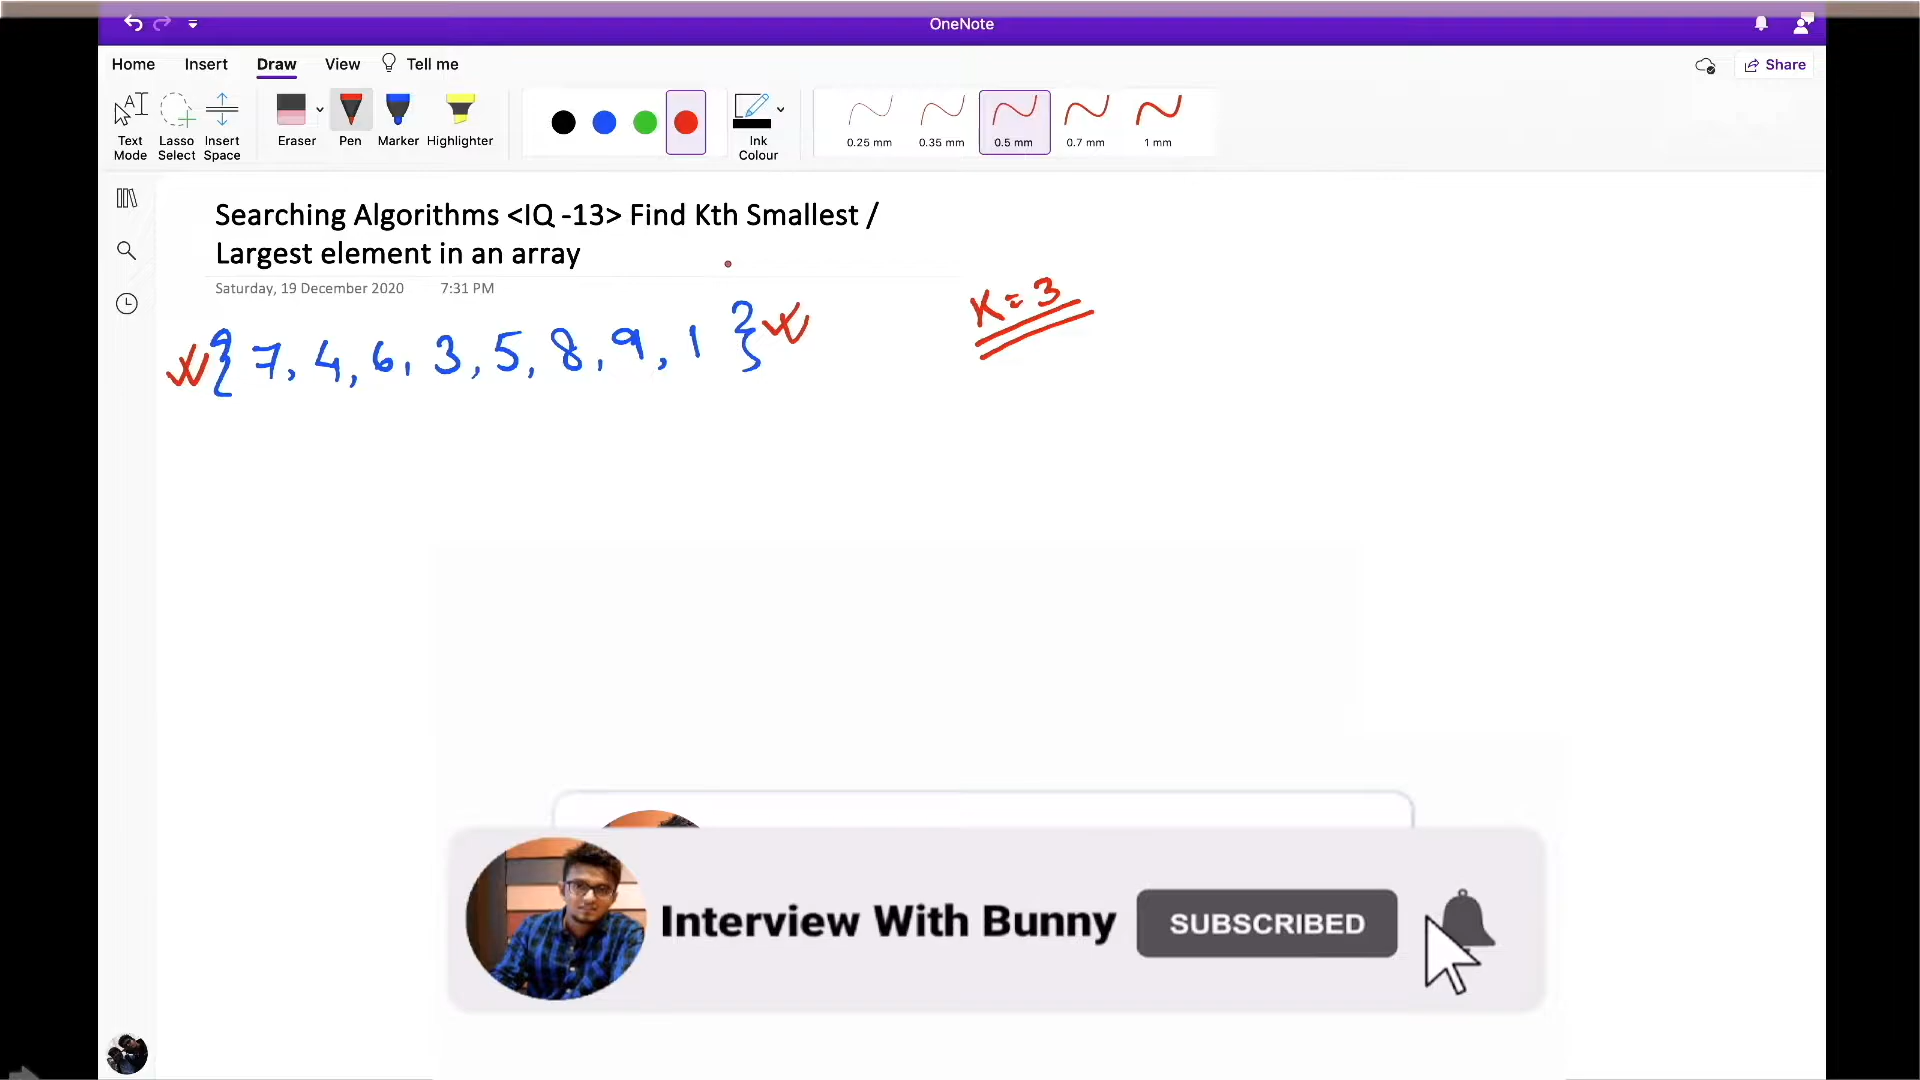 OneNote
Home Insert Draw View Tell me
Share
Text Mode
Lasso Select
Insert Space
Eraser
Pen
Marker
Highlighter
Ink Colour
0.25 mm
0.35 mm
0.5 mm
0.7 mm
1 mm
Searching Algorithms <IQ -13> Find Kth Smallest /
Largest element in an array
Saturday, 19 December 2020 7:31 PM
{ 7, 4, 6, 3, 5, 8, 9, 1 }
K = 3
Interview With Bunny
SUBSCRIBED